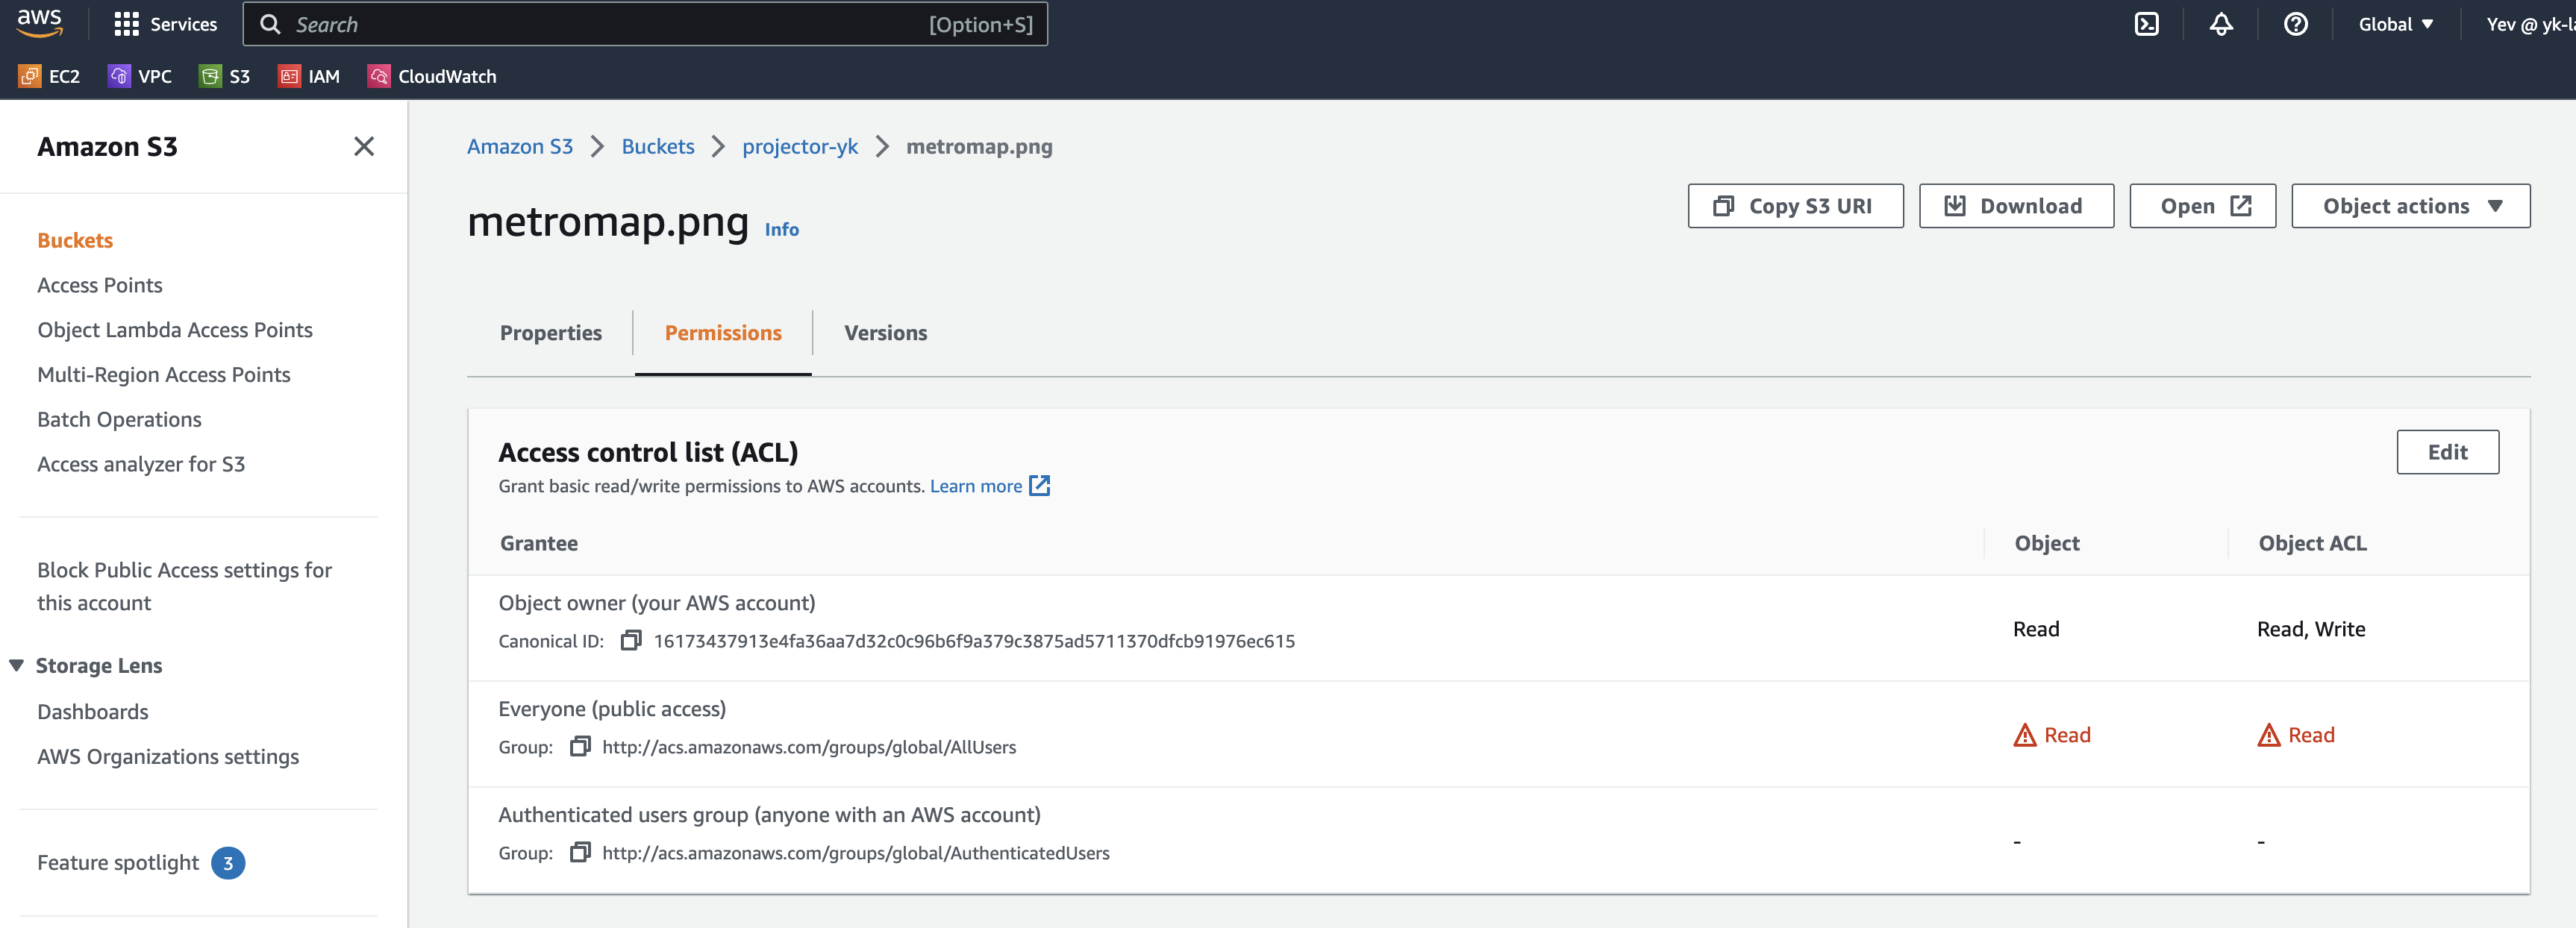 aws
Services
Search
[Option+S]
Global
Yev @ yk-la
EC2
VPC
S3
IAM
CloudWatch
Amazon S3
Buckets
Access Points
Object Lambda Access Points
Multi-Region Access Points
Batch Operations
Access analyzer for S3
Block Public Access settings for
this account
Storage Lens
Dashboards
AWS Organizations settings
Feature spotlight 3
Amazon S3 > Buckets > projector-yk > metromap.png
metromap.png Info
Copy S3 URI
Download
Open
Object actions
Properties
Permissions
Versions
Access control list (ACL)
Grant basic read/write permissions to AWS accounts. Learn more
Edit
Grantee
Object
Object ACL
Object owner (your AWS account)
Canonical ID: 16173437913e4fa36aa7d32c0c96b6f9a379c3875ad5711370dfcb91976ec615
Read
Read, Write
Everyone (public access)
Group: http://acs.amazonaws.com/groups/global/AllUsers
Read
Read
Authenticated users group (anyone with an AWS account)
Group: http://acs.amazonaws.com/groups/global/AuthenticatedUsers
-
-